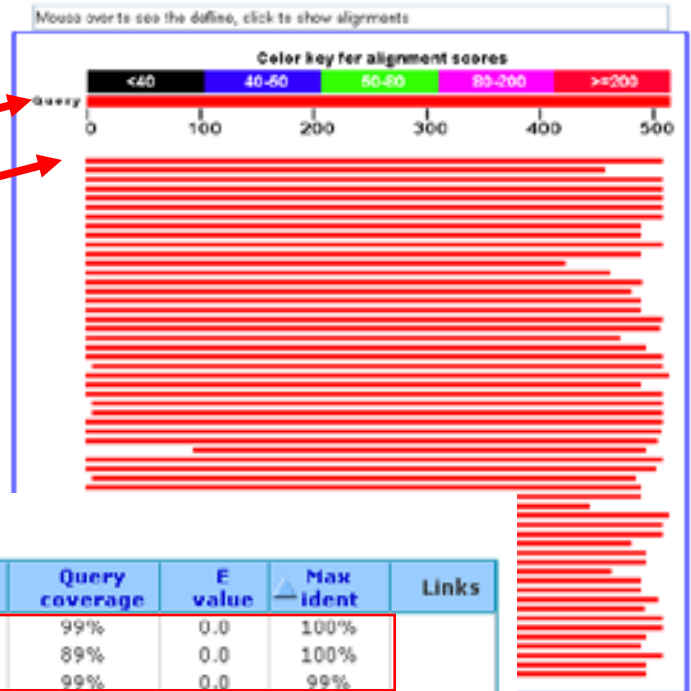 Mouse over to see the define, click to show alignments
Color key for alignment scores
<40 40-50 50-80 80-200 >=200
Query
0 100 200 300 400 500
Query coverage E value Max ident Links
99% 0.0 100%
89% 0.0 100%
99% 0.0 99%